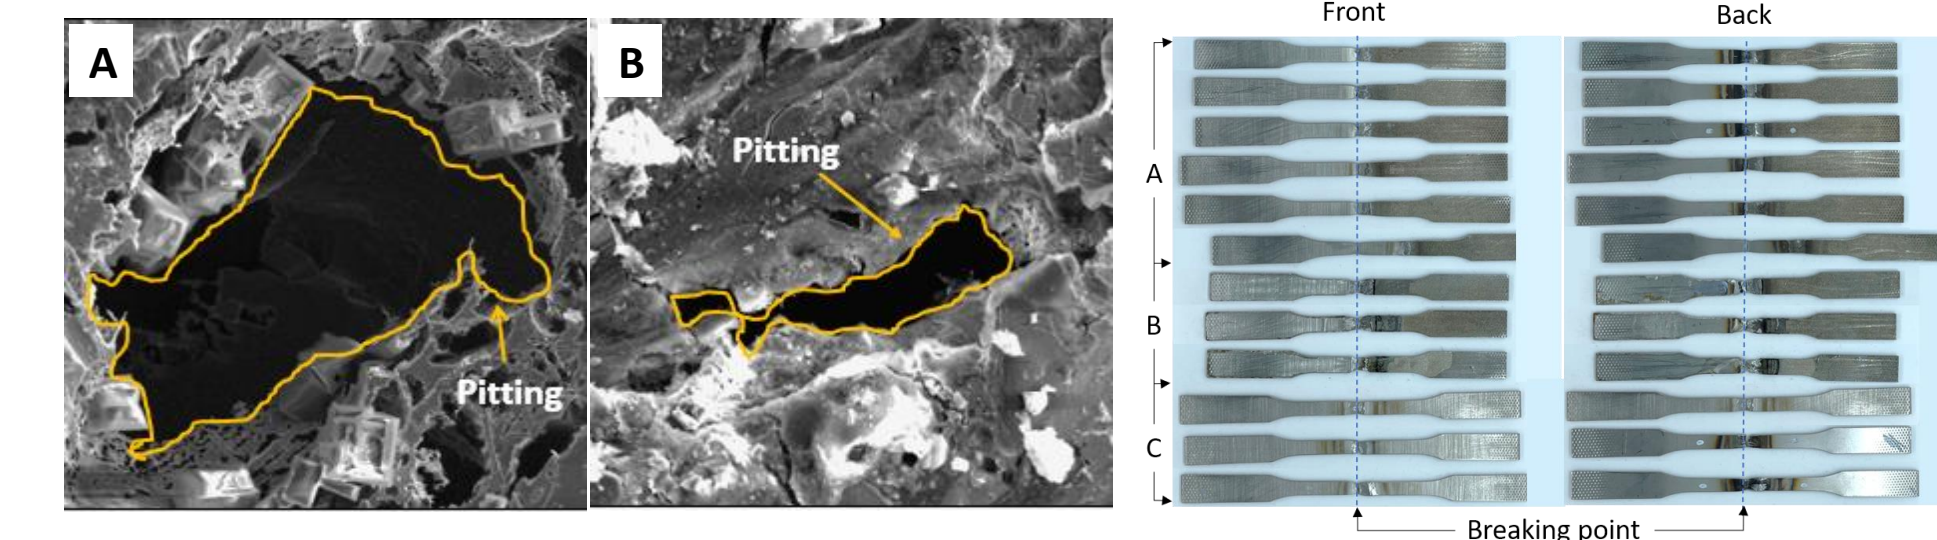 A
Pitting
B
Pitting
Front
Back
A
B
C
Breaking point